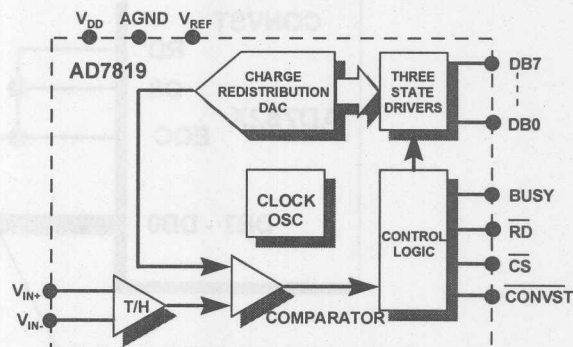 VDD AGND VREF
AD7819
CHARGE
REDISTRIBUTION
DAC
THREE
STATE
DRIVERS
DB7
DB0
CLOCK
OSC
CONTROL
LOGIC
BUSY
RD
CS
CONVST
VIN+
VIN-
T/H
COMPARATOR